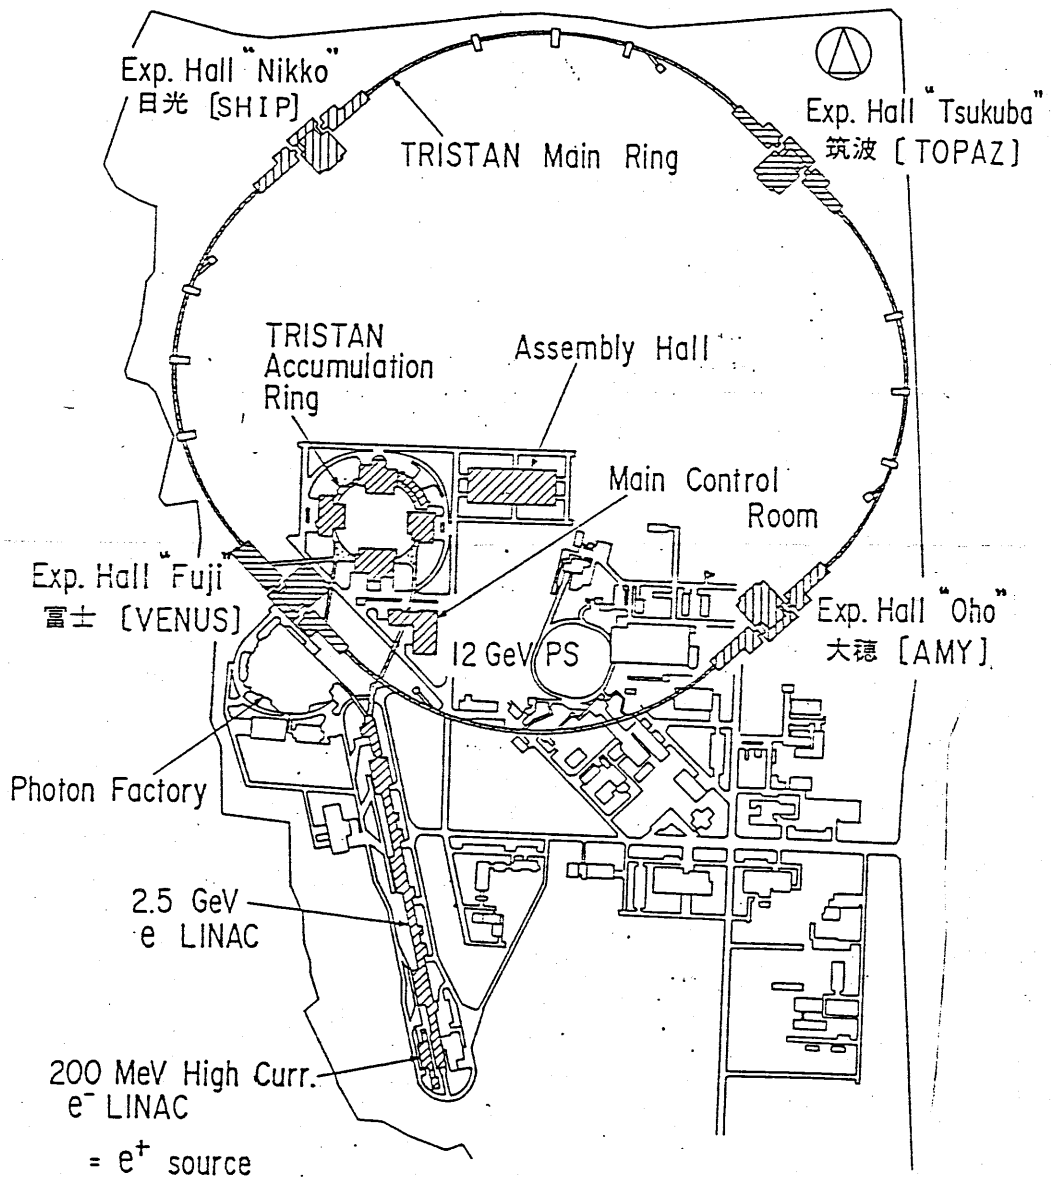 Exp. Hall "Nikko"
日光 [SHIP]
Exp. Hall "Tsukuba"
筑波 [TOPAZ]
TRISTAN Main Ring
TRISTAN
Accumulation
Ring
Assembly Hall
Main Control
Room
Exp. Hall "Fuji"
富士 [VENUS]
12 GeV PS
Exp. Hall "Oho"
大穂 [AMY]
Photon Factory
2.5 GeV
e LINAC
200 MeV High Curr.
e⁻ LINAC
= e⁺ source